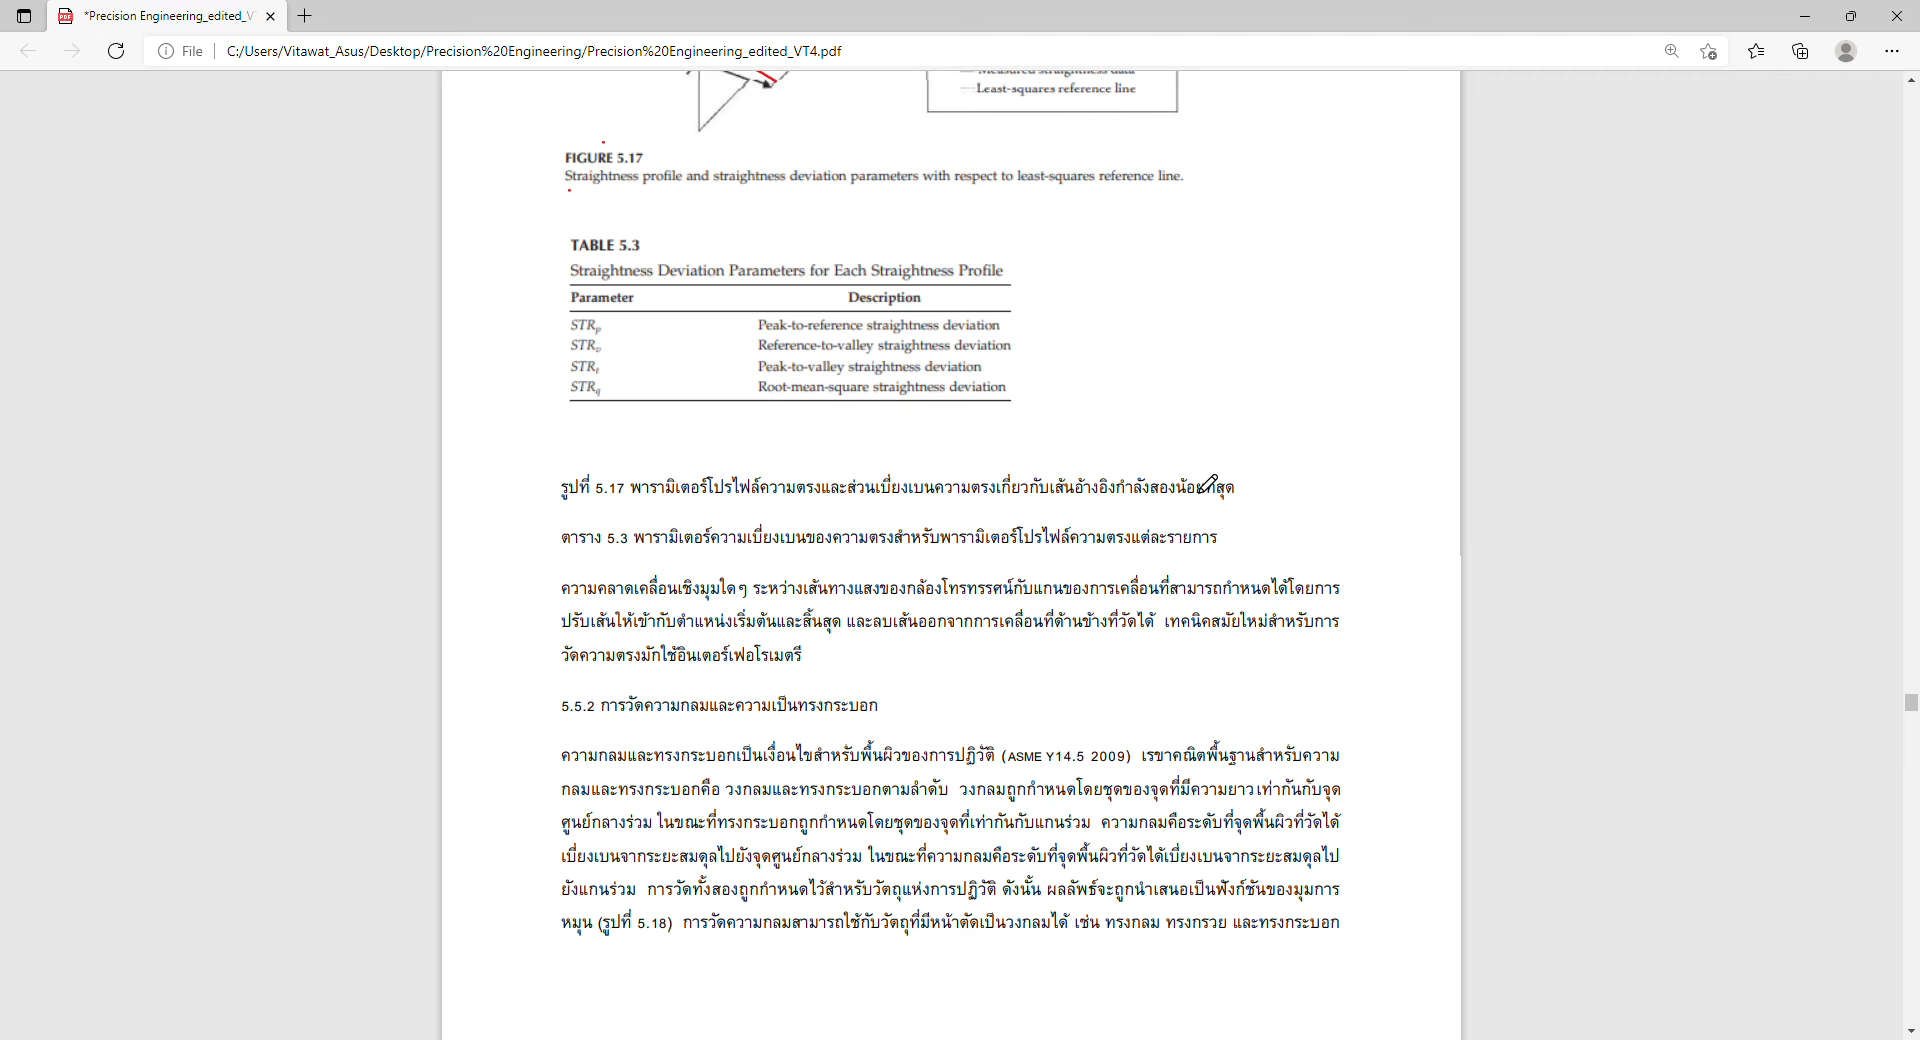 *Precision Engineering_edited_V
File
C:/Users/Vitawat_Asus/Desktop/Precision%20Engineering/Precision%20Engineering_edited_VT4.pdf
Measured straightness data
Least-squares reference line
FIGURE 5.17
Straightness profile and straightness deviation parameters with respect to least-squares reference line.
TABLE 5.3
Straightness Deviation Parameters for Each Straightness Profile
Parameter Description
STRp Peak-to-reference straightness deviation
STRv Reference-to-valley straightness deviation
STRt Peak-to-valley straightness deviation
STRq Root-mean-square straightness deviation
รูปที่ 5.17 พารามิเตอร์โปรไฟล์ความตรงและส่วนเบี่ยงเบนความตรงเกี่ยวกับเส้นอ้างอิงกำลังสองน้อยที่สุด
ตาราง 5.3 พารามิเตอร์ความเบี่ยงเบนของความตรงสำหรับพารามิเตอร์โปรไฟล์ความตรงแต่ละรายการ
ความคลาดเคลื่อนเชิงมุมใดๆ ระหว่างเส้นทางแสงของกล้องโทรทรรศน์กับแกนของการเคลื่อนที่สามารถกำหนดได้โดยการ
ปรับเส้นให้เข้ากับตำแหน่งเริ่มต้นและสิ้นสุด และลบเส้นออกจากการเคลื่อนที่ด้านข้างที่วัดได้ เทคนิคสมัยใหม่สำหรับการ
วัดความตรงมักใช้อินเตอร์เฟอโรเมตรี
5.5.2 การวัดความกลมและความเป็นทรงกระบอก
ความกลมและทรงกระบอกเป็นเงื่อนไขสำหรับพื้นผิวของการปฏิวัติ (ASME Y14.5 2009) เรขาคณิตพื้นฐานสำหรับความ
กลมและทรงกระบอกคือ วงกลมและทรงกระบอกตามลำดับ วงกลมถูกกำหนดโดยชุดของจุดที่มีความยาวเท่ากันกับจุด
ศูนย์กลางร่วม ในขณะที่ทรงกระบอกถูกกำหนดโดยชุดของจุดที่เท่ากันกับแกนร่วม ความกลมคือระดับที่จุดพื้นผิวที่วัดได้
เบี่ยงเบนจากระยะสมดุลไปยังจุดศูนย์กลางร่วม ในขณะที่ความกลมคือระดับที่จุดพื้นผิวที่วัดได้เบี่ยงเบนจากระยะสมดุลไป
ยังแกนร่วม การวัดทั้งสองถูกกำหนดไว้สำหรับวัตถุแห่งการปฏิวัติ ดังนั้น ผลลัพธ์จะถูกนำเสนอเป็นฟังก์ชันของมุมการ
หมุน (รูปที่ 5.18) การวัดความกลมสามารถใช้กับวัตถุที่มีหน้าตัดเป็นวงกลมได้ เช่น ทรงกลม ทรงกรวย และทรงกระบอก